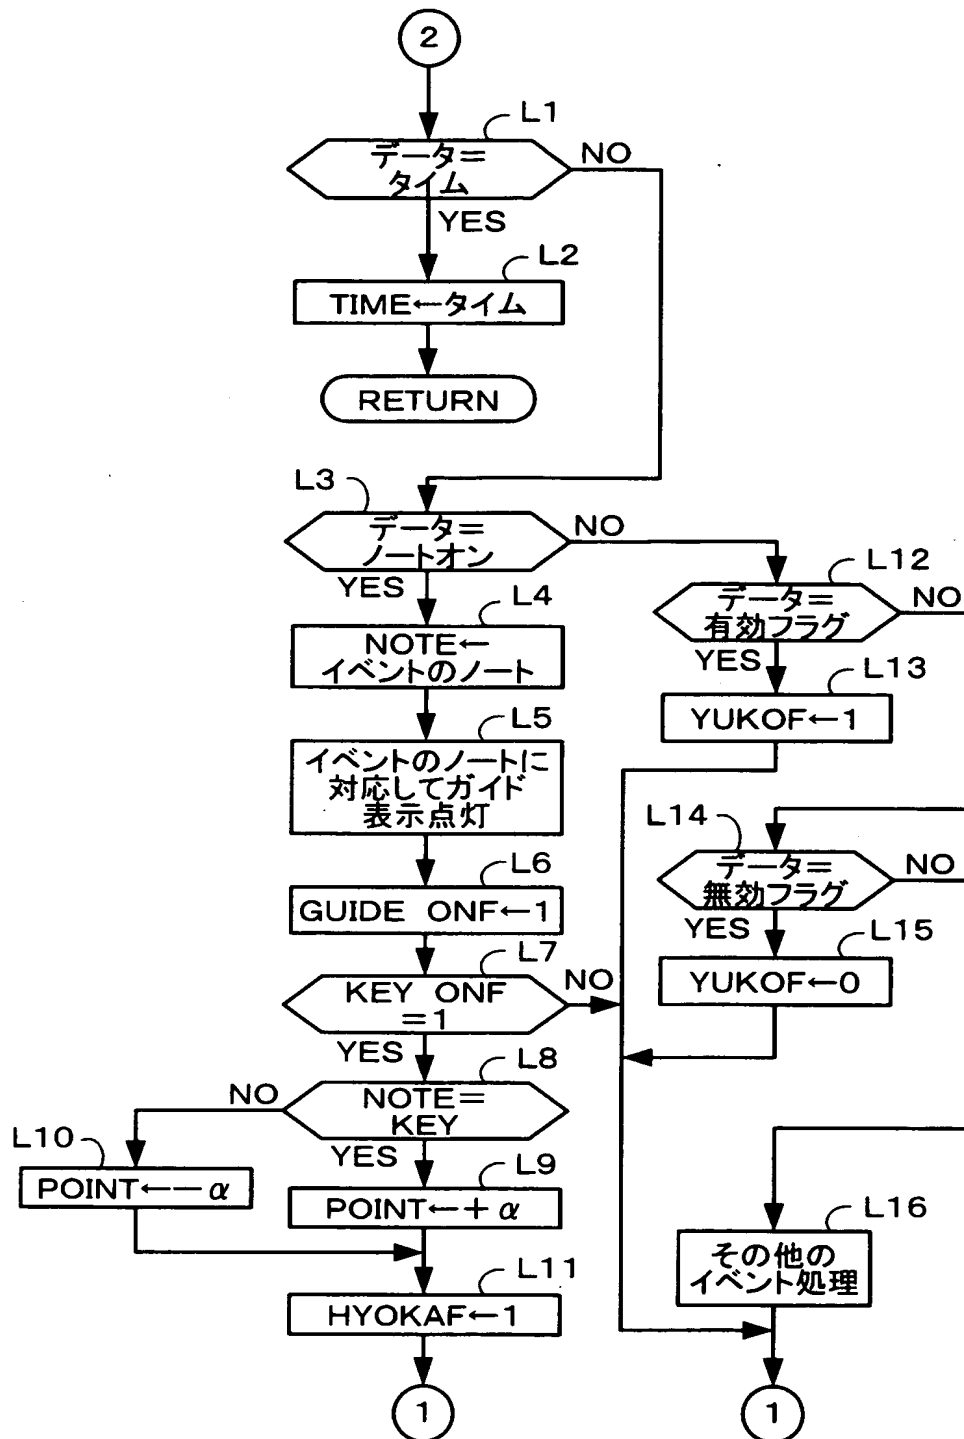 2
L1
データ=
タイム
NO
YES
L2
TIME←タイム
RETURN
L3
データ=
ノートオン
NO
YES
L4
NOTE←
イベントのノート
L5
イベントのノートに
対応してガイド
表示点灯
L6
GUIDE ONF←1
L7
KEY ONF
=1
NO
YES
L8
NOTE=
KEY
NO
YES
L10
POINT←-α
L9
POINT←+α
L11
HYOKAF←1
1
L12
データ=
有効フラグ
NO
YES
L13
YUKOF←1
L14
データ=
無効フラグ
NO
YES
L15
YUKOF←0
L16
その他の
イベント処理
1